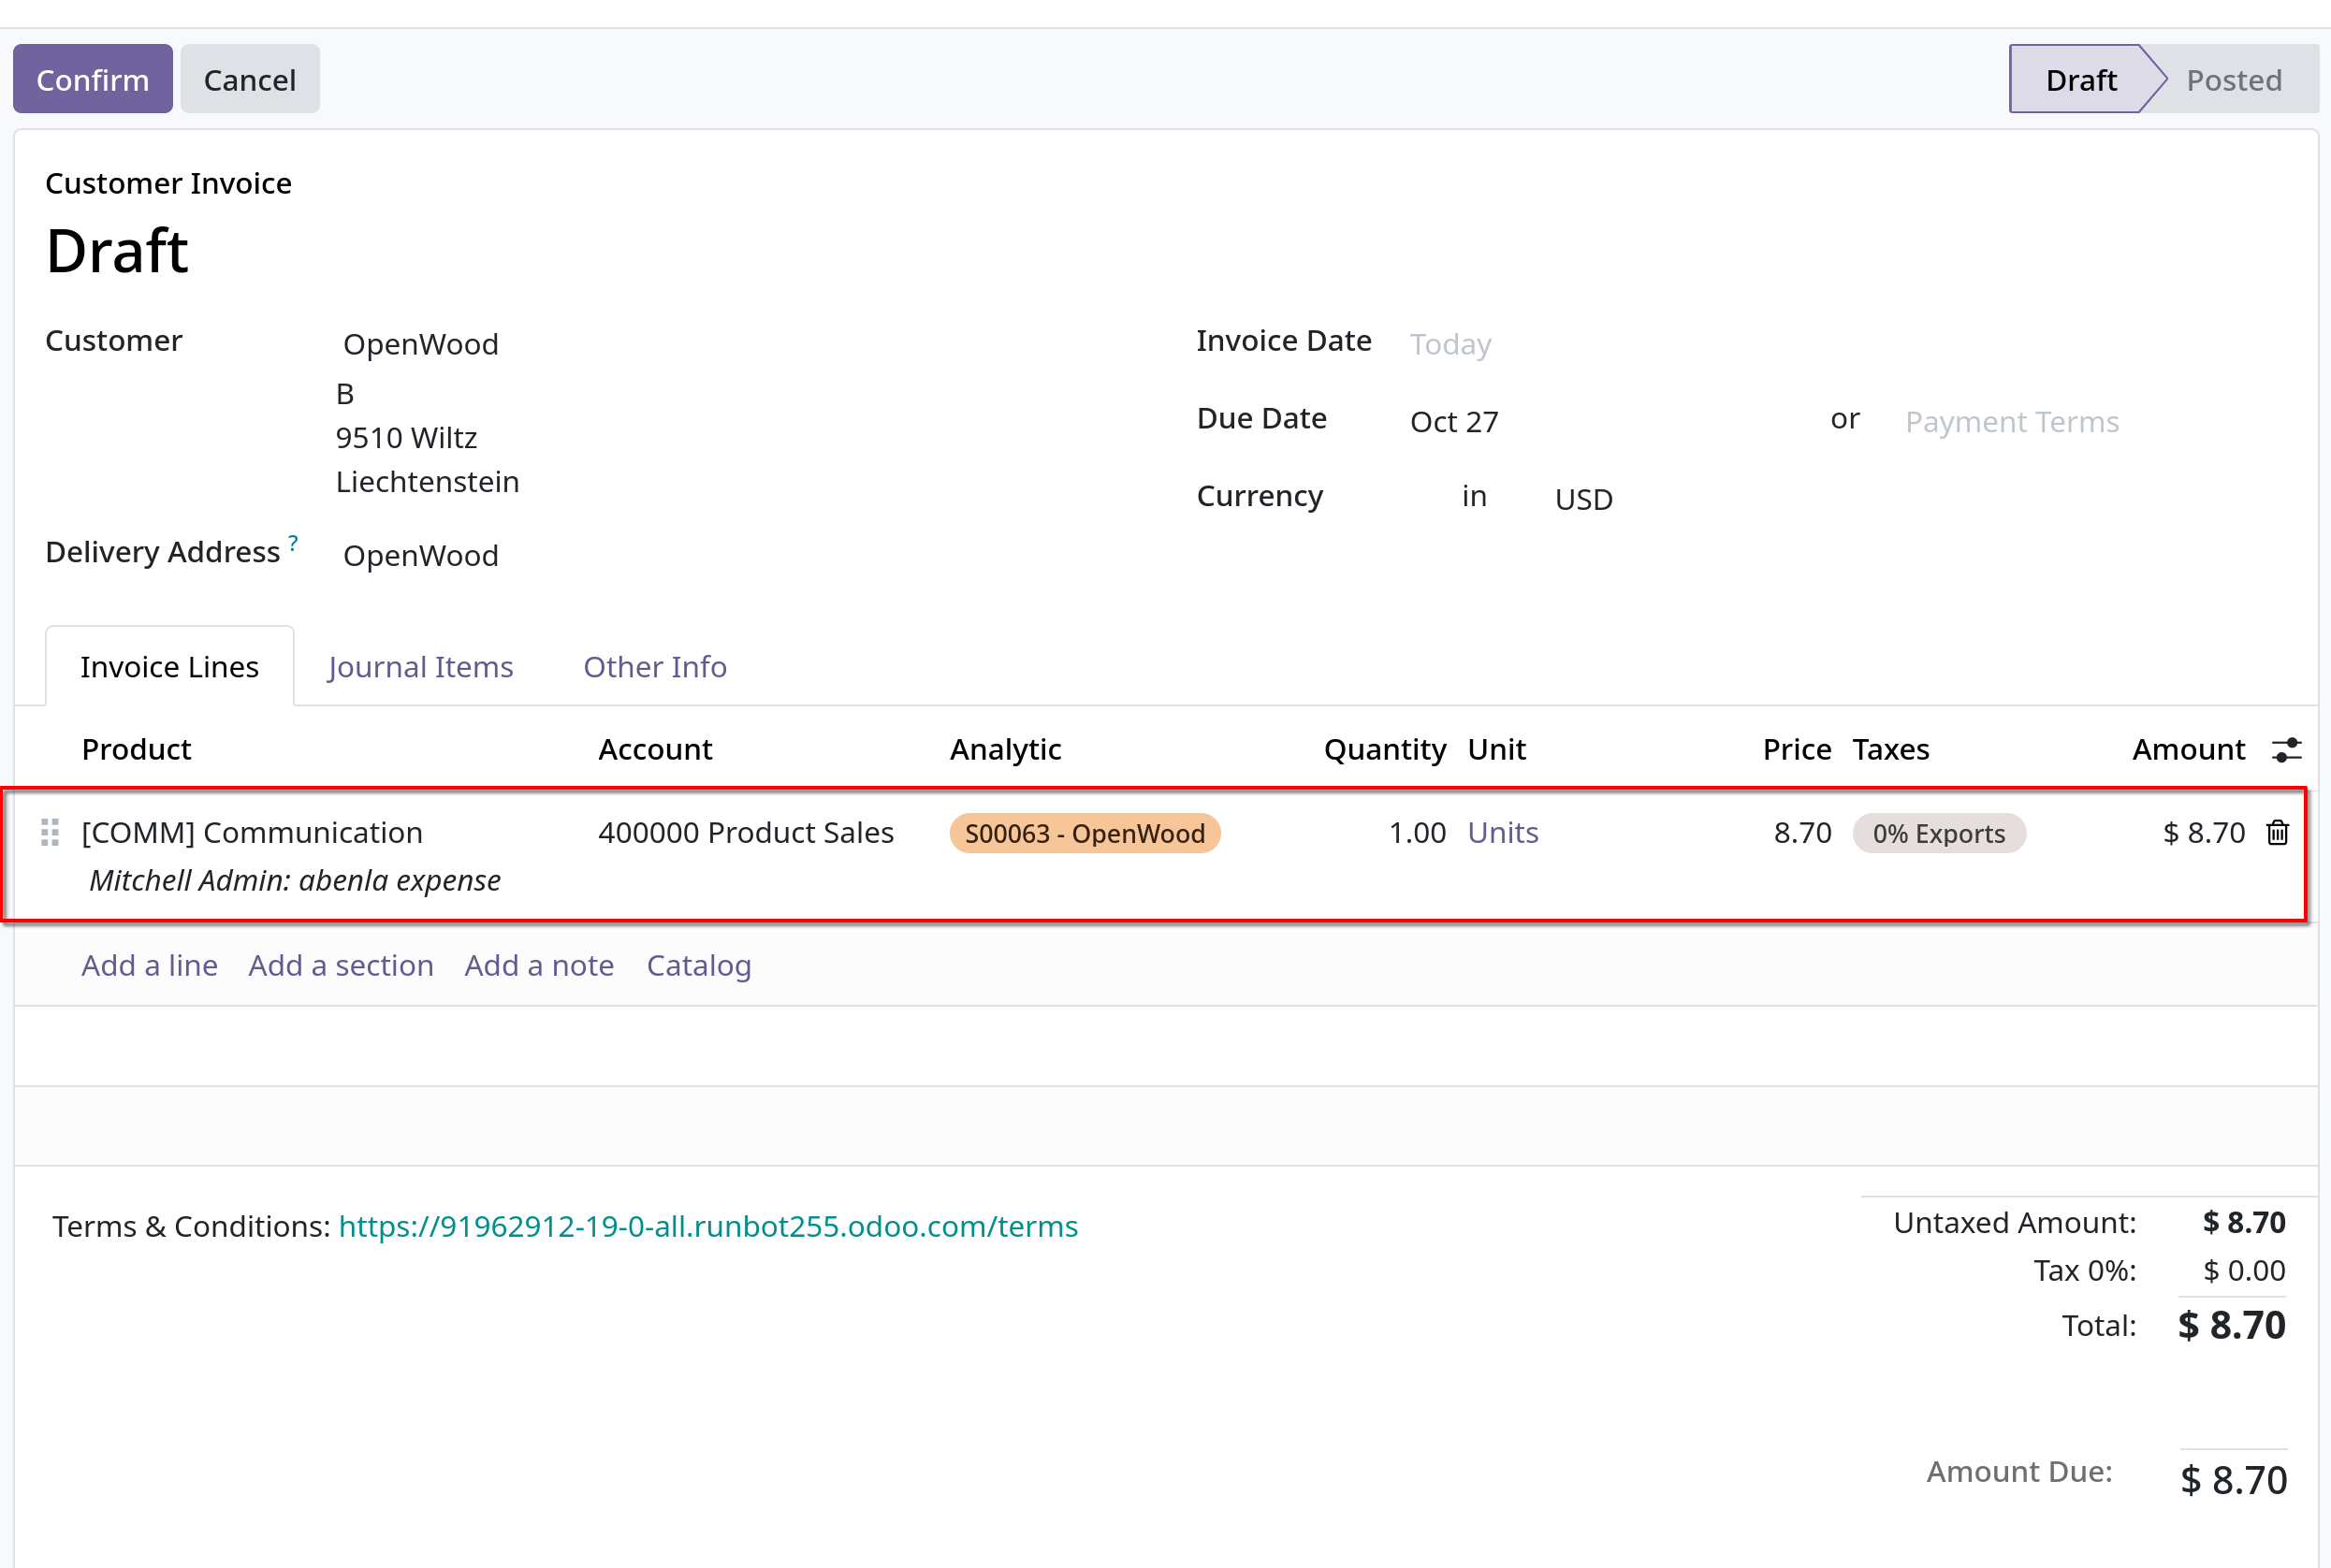 Confirm Cancel Draft Posted
Customer Invoice
Draft
Customer OpenWood Invoice Date Today
B
9510 Wiltz Due Date Oct 27 or Payment Terms
Liechtenstein Currency in USD
Delivery Address ? OpenWood
Invoice Lines Journal Items Other Info
Product Account Analytic Quantity Unit Price Taxes Amount
[COMM] Communication 400000 Product Sales S00063 - OpenWood 1.00 Units 8.70 0% Exports $ 8.70
Mitchell Admin: abenla expense
Add a line Add a section Add a note Catalog
Terms & Conditions: https://91962912-19-0-all.runbot255.odoo.com/terms Untaxed Amount: $ 8.70
Tax 0%: $ 0.00
Total: $ 8.70
Amount Due: $ 8.70